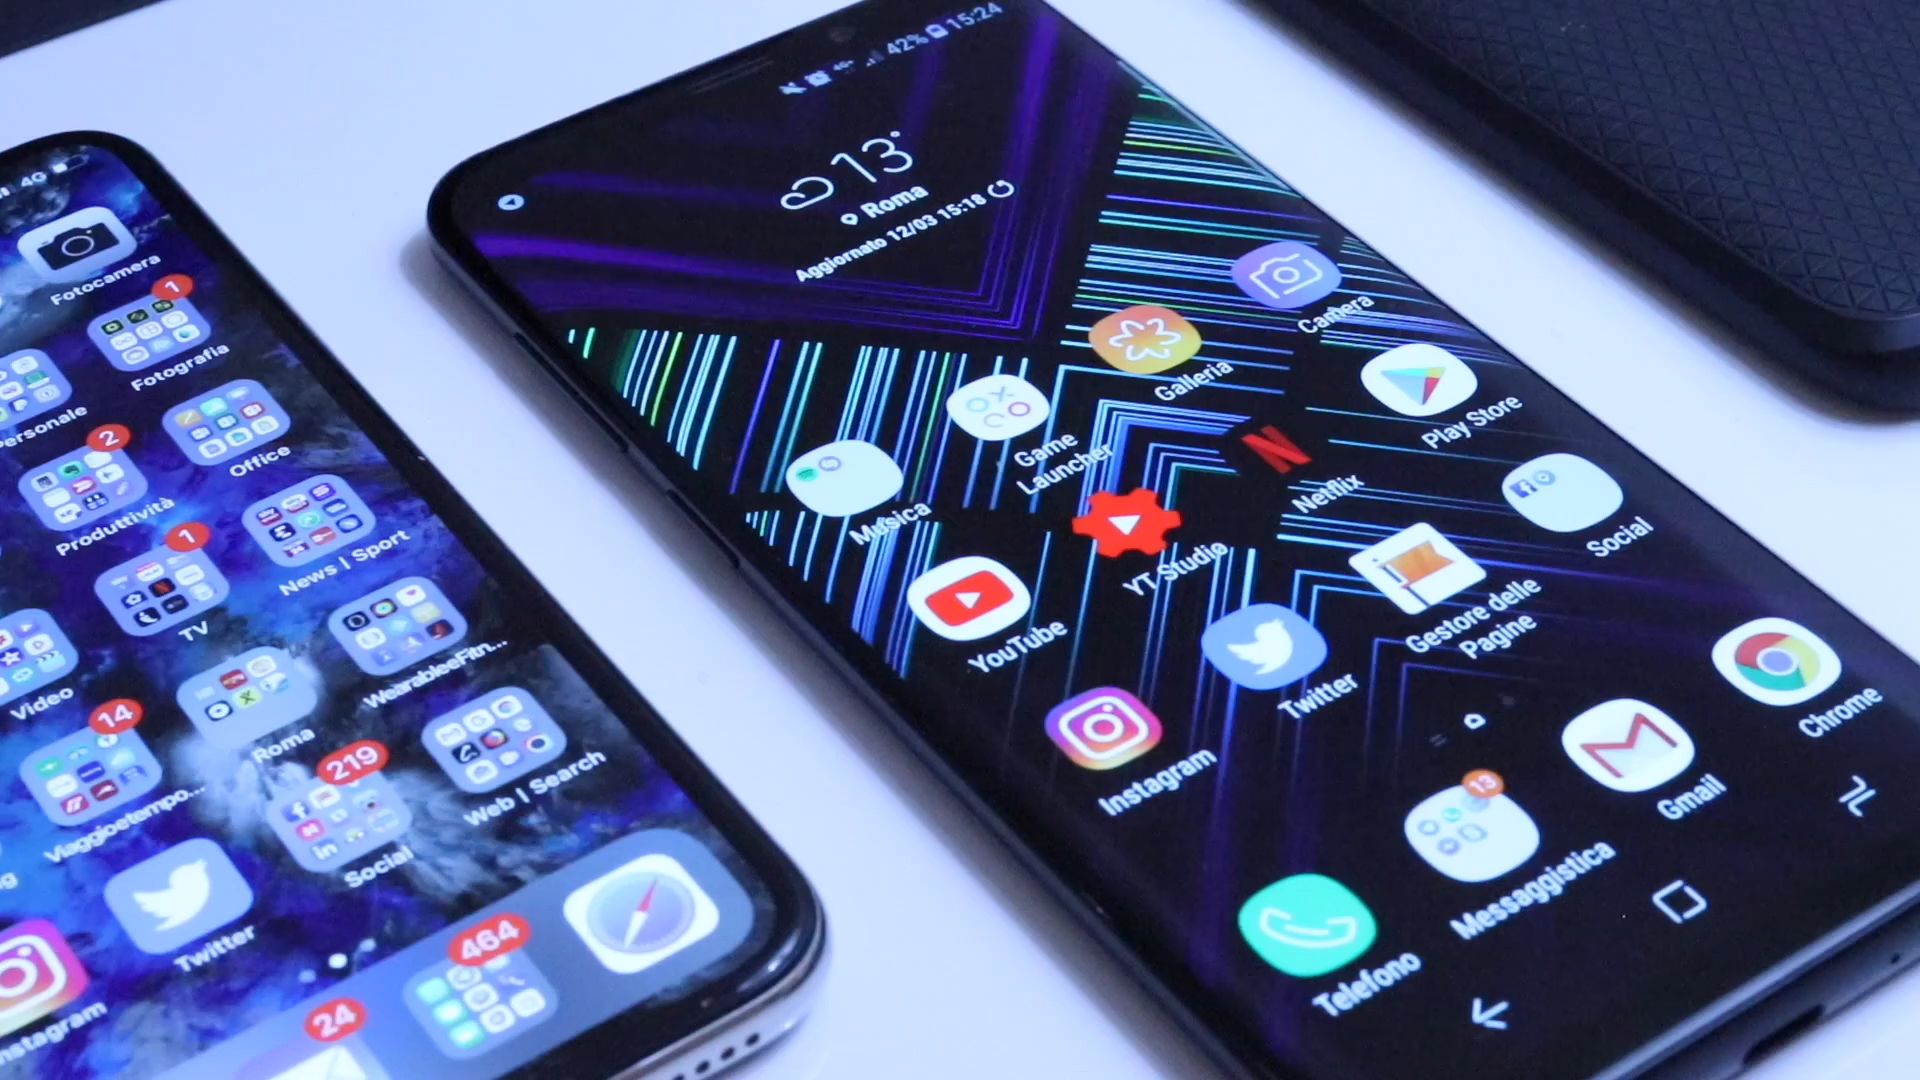 4G
Fotocamera
1
Fotografia
Personale
2
Office
Produttività
1
News | Sport
TV
WearableeFitn...
Video
14
Roma
219
Web | Search
Viaggioetempo...
in
Social
Twitter
464
Instagram
24
4G+ 42% 15:24
13°
Roma
Aggiornato 12/03 15:18
Camera
Galleria
Play Store
Game
Launcher
N
Netflix
Musica
Social
YT Studio
Gestore delle
Pagine
YouTube
Twitter
Chrome
Instagram
13
Gmail
Messaggistica
Telefono